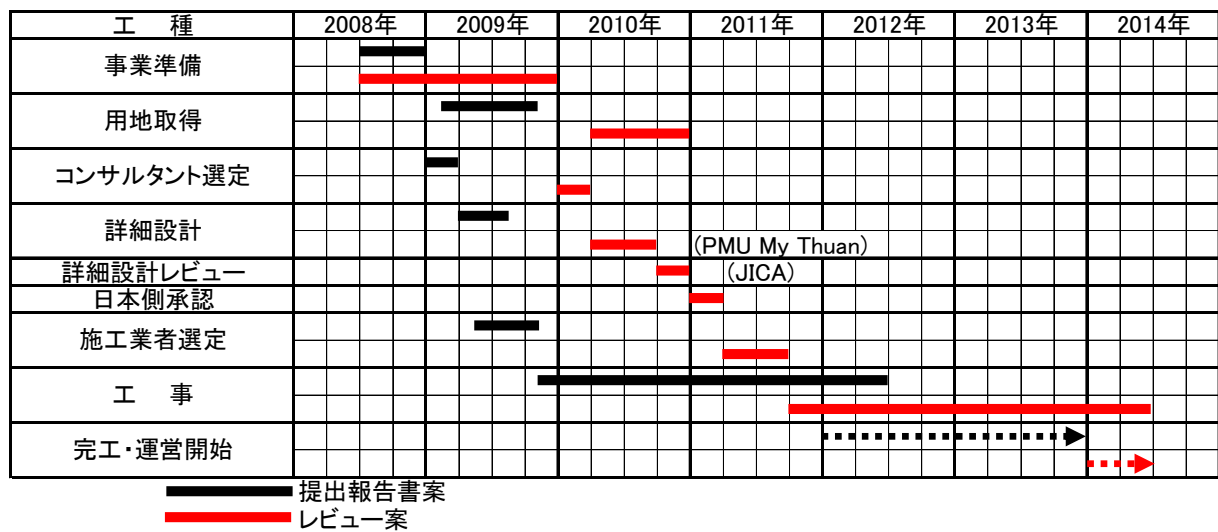 工 種 2008年 2009年 2010年 2011年 2012年 2013年 2014年
事業準備
用地取得
コンサルタント選定
詳細設計 (PMU My Thuan)
詳細設計レビュー (JICA)
日本側承認
施工業者選定
工 事
完工・運営開始
提出報告書案
レビュー案